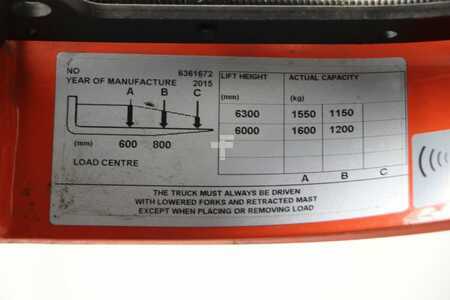 NO 6361672
YEAR OF MANUFACTURE 2015
A B C
(mm) 600 800
LOAD CENTRE
LIFT HEIGHT ACTUAL CAPACITY
(mm) (kg)
6300 1550 1150
6000 1600 1200
A B C
THE TRUCK MUST ALWAYS BE DRIVEN
WITH LOWERED FORKS AND RETRACTED MAST
EXCEPT WHEN PLACING OR REMOVING LOAD